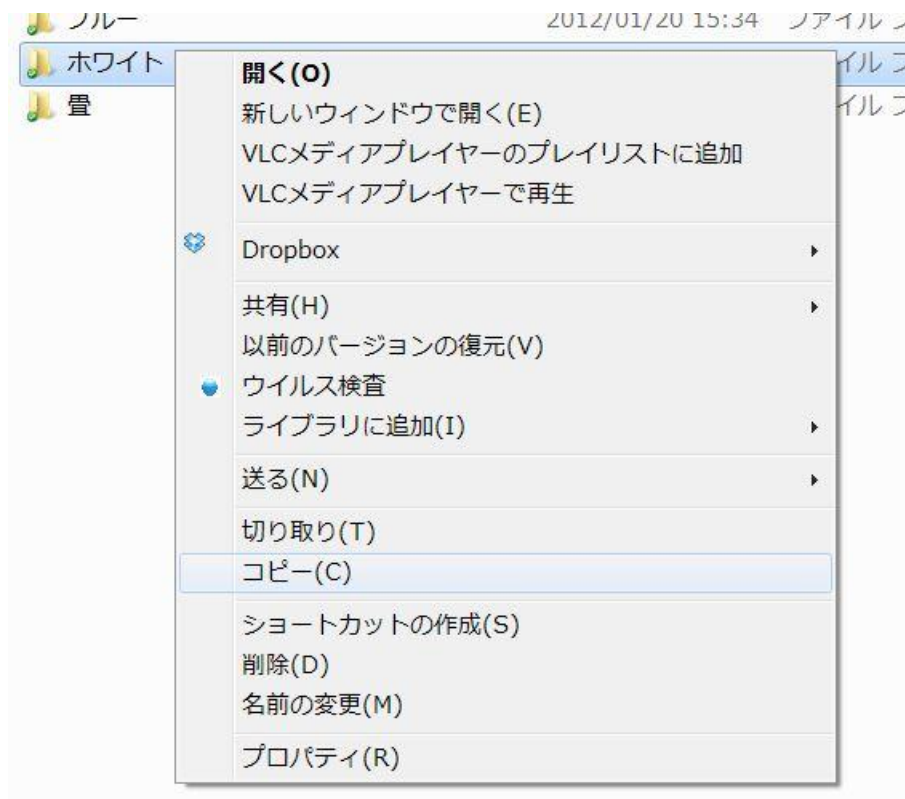 ブルー 2012/01/20 15:34 ファイル フ
ホワイト イル フ
畳 イル フ
開く(O)
新しいウィンドウで開く(E)
VLCメディアプレイヤーのプレイリストに追加
VLCメディアプレイヤーで再生
Dropbox
共有(H)
以前のバージョンの復元(V)
ウイルス検査
ライブラリに追加(I)
送る(N)
切り取り(T)
コピー(C)
ショートカットの作成(S)
削除(D)
名前の変更(M)
プロパティ(R)